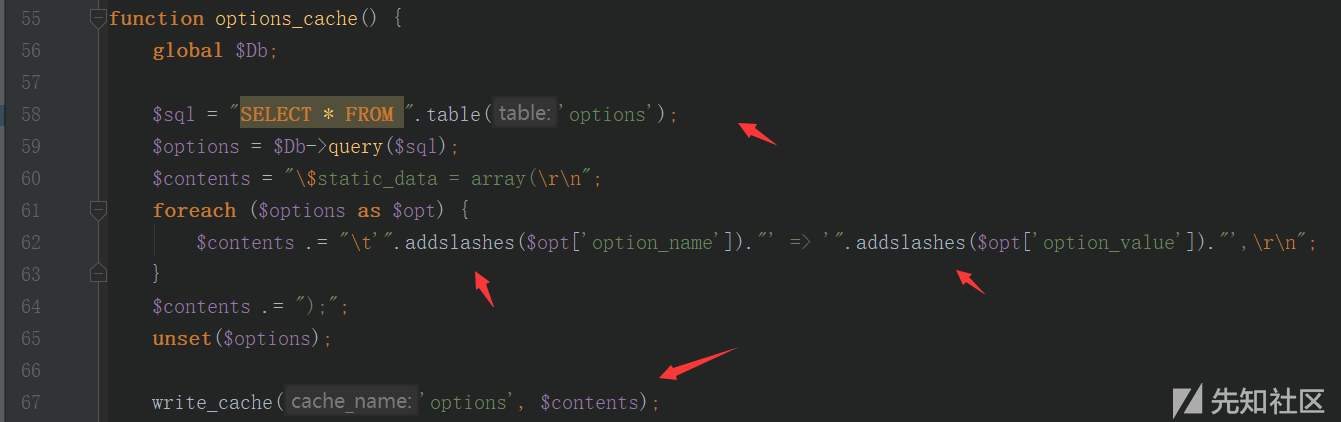 55 function options_cache() {
56 global $Db;
57
58 $sql = "SELECT * FROM ".table( table: 'options');
59 $options = $Db->query($sql);
60 $contents = "\$static_data = array(\r\n";
61 foreach ($options as $opt) {
62 $contents .= "\t'".addslashes($opt['option_name'])."' => '".addslashes($opt['option_value'])."',\r\n";
63 }
64 $contents .= ");";
65 unset($options);
66
67 write_cache( cache_name: 'options', $contents);
先知社区